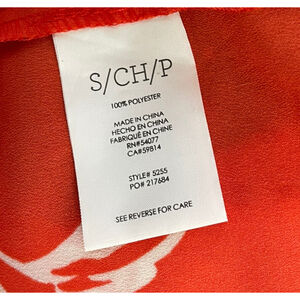 S/CH/P
100% POLYESTER
MADE IN CHINA
HECHO EN CHINA
FABRIQUÉ EN CHINE
RN#54077
CA#59814
STYLE# 5255
PO# 217684
SEE REVERSE FOR CARE